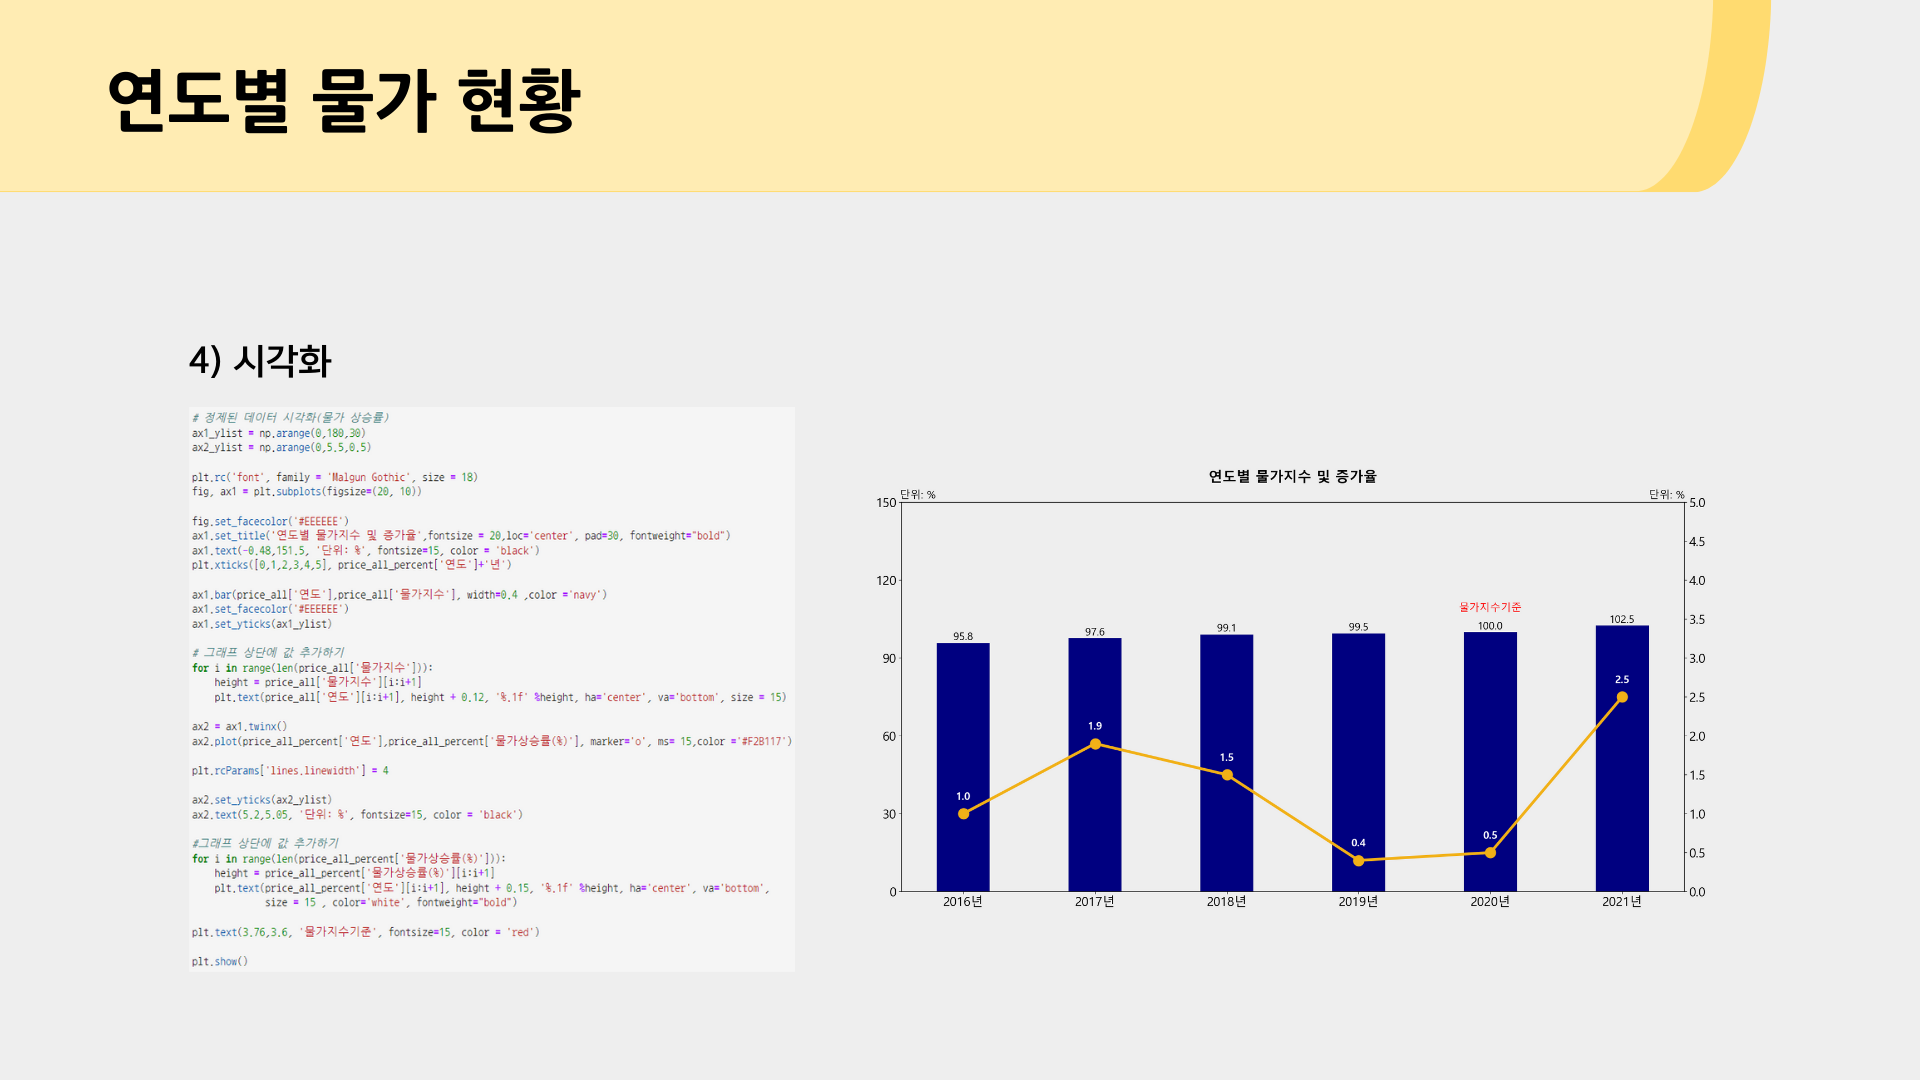 연도별 물가 현황
4) 시각화
# 정제된 데이터 시각화(물가 상승률)
ax1_ylist = np.arange(0,180,30)
ax2_ylist = np.arange(0,5.5,0.5)
plt.rc('font', family = 'Malgun Gothic', size = 18)
fig, ax1 = plt.subplots(figsize=(20, 10))
fig.set_facecolor('#EEEEEE')
ax1.set_title('연도별 물가지수 및 증가율',fontsize = 20,loc='center', pad=30, fontweight="bold")
ax1.text(-0.48,151.5, '단위: %', fontsize=15, color = 'black')
plt.xticks([0,1,2,3,4,5], price_all_percent['연도']+'년')
ax1.bar(price_all['연도'],price_all['물가지수'], width=0.4 ,color ='navy')
ax1.set_facecolor('#EEEEEE')
ax1.set_yticks(ax1_ylist)
# 그래프 상단에 값 추가하기
for i in range(len(price_all['물가지수'])):
    height = price_all['물가지수'][i:i+1]
    plt.text(price_all['연도'][i:i+1], height + 0.12, '%.1f' %height, ha='center', va='bottom', size = 15)
ax2 = ax1.twinx()
ax2.plot(price_all_percent['연도'],price_all_percent['물가상승률(%)'], marker='o', ms= 15,color ='#F2B117')
plt.rcParams['lines.linewidth'] = 4
ax2.set_yticks(ax2_ylist)
ax2.text(5.2,5.05, '단위: %', fontsize=15, color = 'black')
#그래프 상단에 값 추가하기
for i in range(len(price_all_percent['물가상승률(%)'])):
    height = price_all_percent['물가상승률(%)'][i:i+1]
    plt.text(price_all_percent['연도'][i:i+1], height + 0.15, '%.1f' %height, ha='center', va='bottom',
            size = 15 , color='white', fontweight="bold")
plt.text(3.76,3.6, '물가지수기준', fontsize=15, color = 'red')
plt.show()
연도별 물가지수 및 증가율
단위: % 단위: %
150 5.0
4.5
120 4.0
물가지수기준
3.5
95.8 97.6 99.1 99.5 100.0 102.5
90 3.0
2.5
2.5
1.9
60 2.0
1.5
1.5
1.0
30 1.0
0.4 0.5
0.5
0 0.0
2016년 2017년 2018년 2019년 2020년 2021년